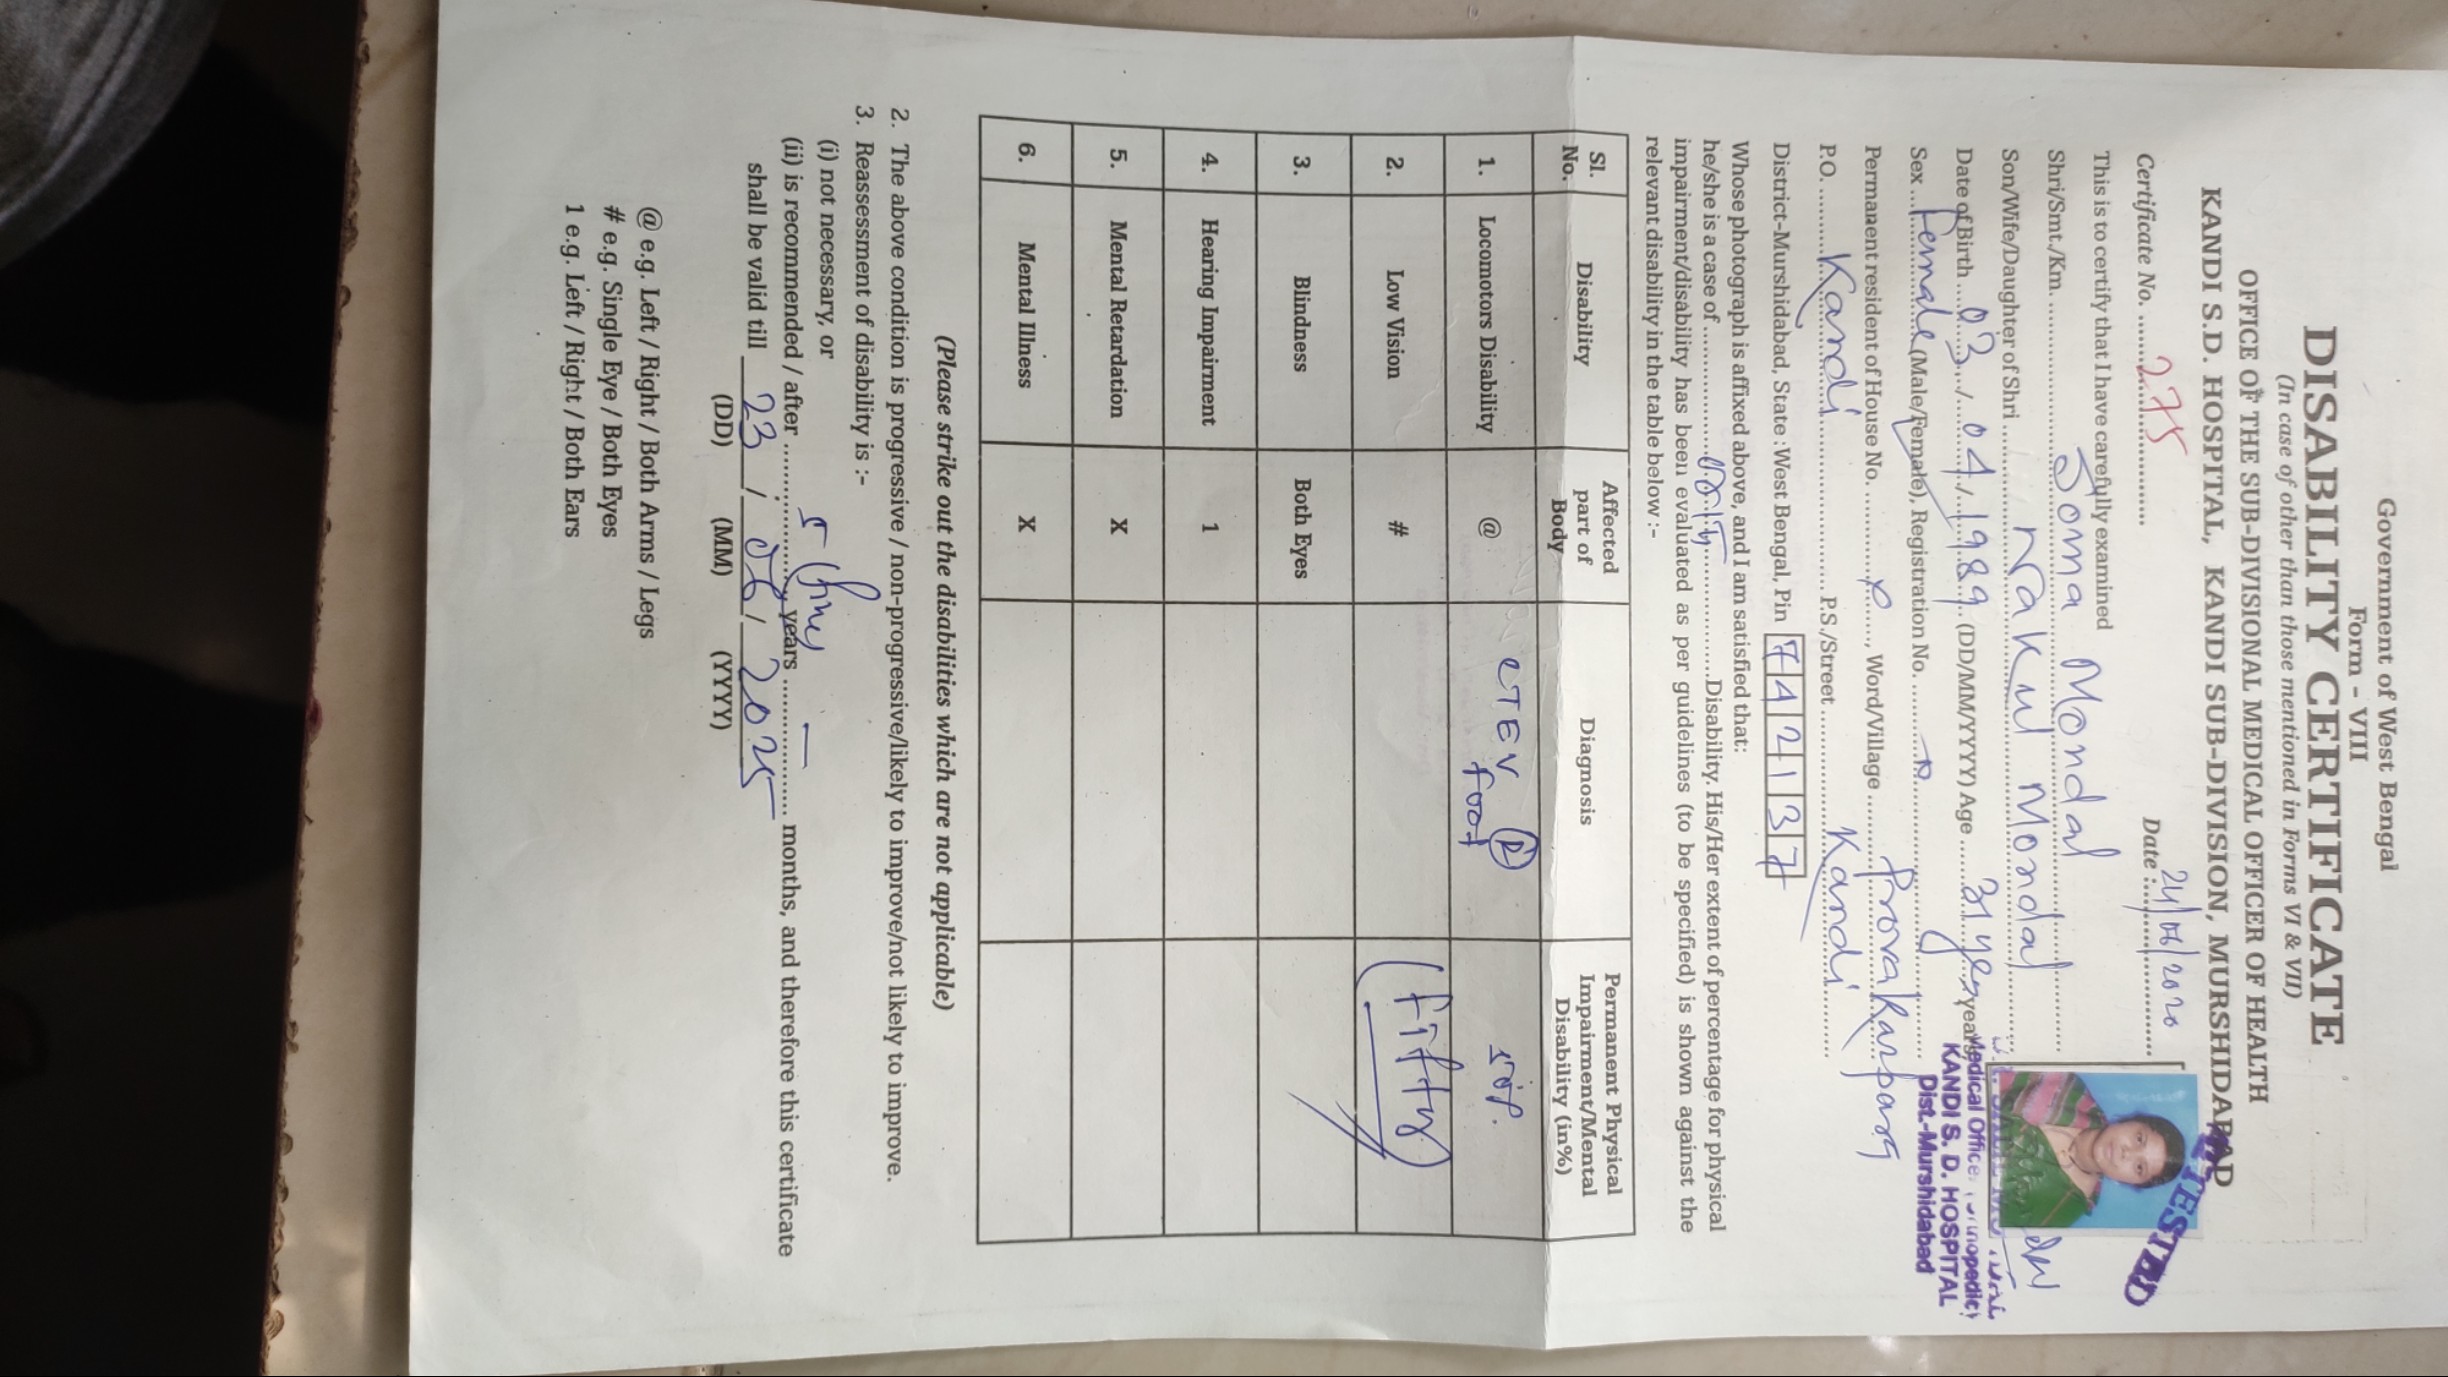 Government of West Bengal
Form - VIII
DISABILITY CERTIFICATE
(In case of other than those mentioned in Forms VI & VII)
OFFICE OF THE SUB-DIVISIONAL MEDICAL OFFICER OF HEALTH
KANDI S.D. HOSPITAL, KANDI SUB-DIVISION, MURSHIDABAD
Certificate No. 275 Date : 24/06/2020
ATTESTED
This is to certify that I have carefully examined
Shri/Smt./Km. Soma Mondal
Son/Wife/Daughter of Shri Nakul Mondal
Date of Birth 03 / 04 / 1989 (DD/MM/YYYY) Age 31 years
Medical Officer
KANDI S. D. HOSPITAL
Dist.-Murshidabad
Sex Female (Male/Female), Registration No.
Permanent resident of House No. x, Word/Village Provakarpara
P.O. Kandi P.S./Street Kandi
District-Murshidabad, State : West Bengal, Pin 742137
Whose photograph is affixed above, and I am satisfied that:
he/she is a case of Disability. His/Her extent of percentage for physical
impairment/disability has been evaluated as per guidelines (to be specified) is shown against the
relevant disability in the table below :-
Sl. No. Disability Affected part of Body Diagnosis Permanent Physical Impairment/Mental Disability (in%)
1. Locomotors Disability @ CTEV (R) foot 50%
2. Low Vision # (Fifty)
3. Blindness Both Eyes
4. Hearing Impairment 1
5. Mental Retardation X
6. Mental Illness X
(Please strike out the disabilities which are not applicable)
2. The above condition is progressive / non-progressive/likely to improve/not likely to improve.
3. Reassessment of disability is :-
(i) not necessary, or
(ii) is recommended / after 5 (five) years — months, and therefore this certificate
shall be valid till 23 / 06 / 2025
(DD) (MM) (YYYY)
@ e.g. Left / Right / Both Arms / Legs
# e.g. Single Eye / Both Eyes
1 e.g. Left / Right / Both Ears